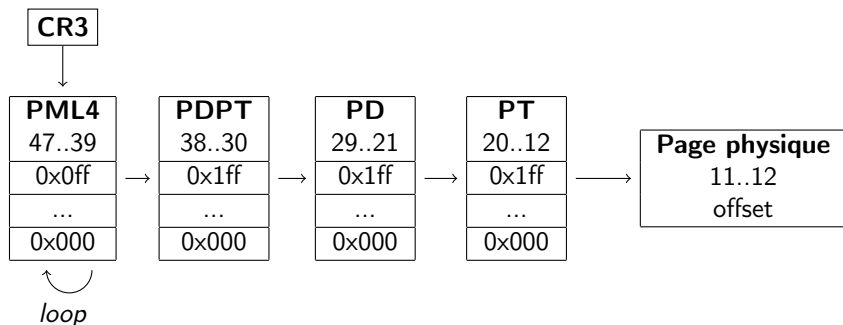 CR3
PML4
47..39
0x0ff
...
0x000
loop
PDPT
38..30
0x1ff
...
0x000
PD
29..21
0x1ff
...
0x000
PT
20..12
0x1ff
...
0x000
Page physique
11..12
offset